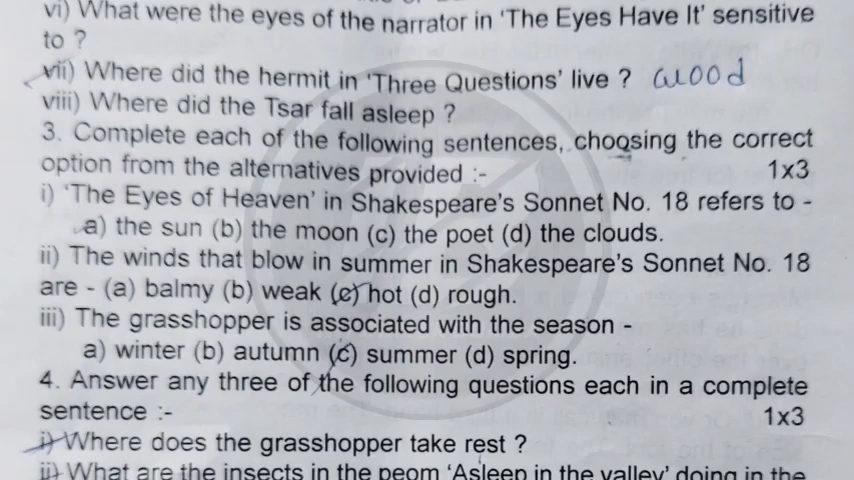 vi) What were the eyes of the narrator in 'The Eyes Have It' sensitive
to ?
vii) Where did the hermit in 'Three Questions' live ? wood
viii) Where did the Tsar fall asleep ?
3. Complete each of the following sentences, choosing the correct
option from the alternatives provided :- 1x3
i) 'The Eyes of Heaven' in Shakespeare's Sonnet No. 18 refers to -
a) the sun (b) the moon (c) the poet (d) the clouds.
ii) The winds that blow in summer in Shakespeare's Sonnet No. 18
are - (a) balmy (b) weak (c) hot (d) rough.
iii) The grasshopper is associated with the season -
a) winter (b) autumn (c) summer (d) spring.
4. Answer any three of the following questions each in a complete
sentence :- 1x3
i) Where does the grasshopper take rest ?
ii) What are the insects in the peom 'Asleep in the valley' doing in the